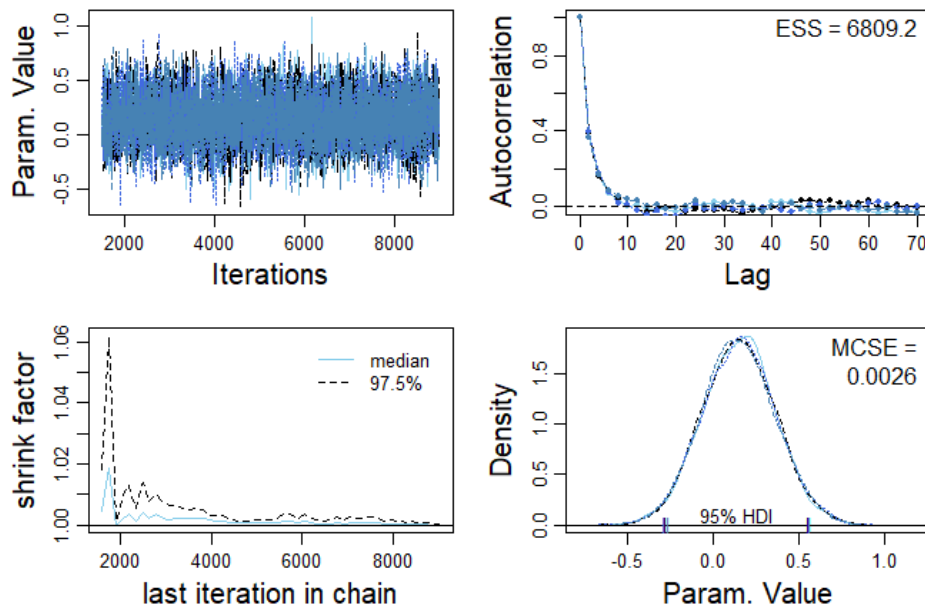 Param. Value
-0.5 0.0 0.5 1.0
2000 4000 6000 8000
Iterations
Autocorrelation
0.0 0.4 0.8
ESS = 6809.2
0 10 20 30 40 50 60 70
Lag
shrink factor
1.00 1.02 1.04 1.06
median
97.5%
2000 4000 6000 8000
last iteration in chain
Density
0.0 0.5 1.0 1.5
MCSE =
0.0026
95% HDI
-0.5 0.0 0.5 1.0
Param. Value